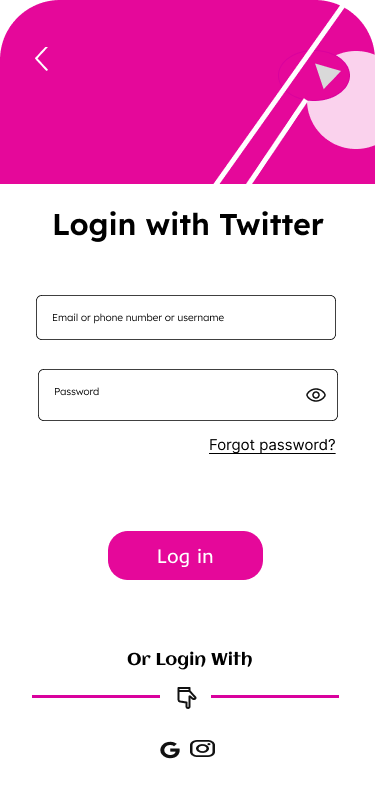 Login with Twitter
Email or phone number or username
Password
Forgot password?
Log in
Or Login With